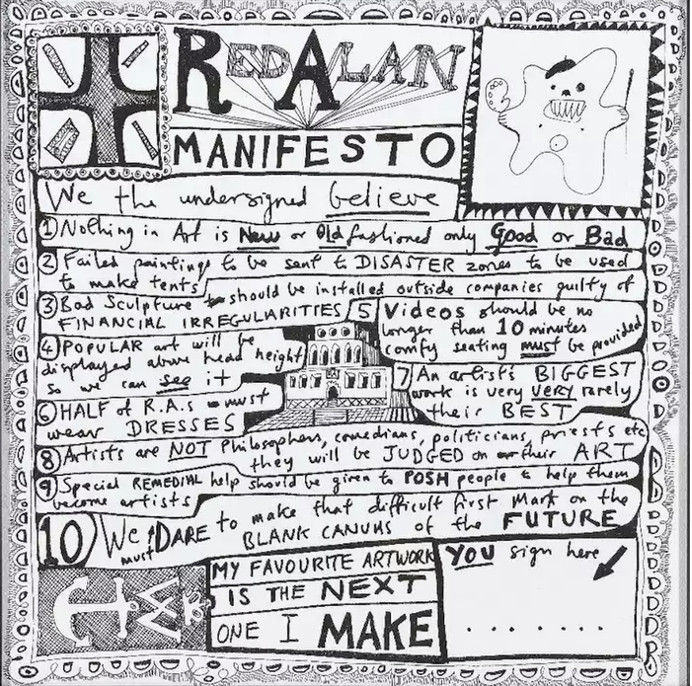 RED ALAN
MANIFESTO
We the undersigned believe
① Nothing in Art is New or Old fashioned only Good or Bad
② Failed paintings to be sent to DISASTER zones to be used
to make tents
③ Bad Sculpture should be installed outside companies guilty of
FINANCIAL IRREGULARITIES
④ POPULAR art will be
displayed above head height
so we can see it
5 Videos should be no
longer than 10 minutes
comfy seating must be provided
⑥ HALF of R.A.s must
wear DRESSES
7 An artist's BIGGEST
work is very VERY rarely
their BEST
⑧ Artists are NOT Philosophers, comedians, politicians, priests etc
they will be JUDGED on their ART
⑨ Special REMEDIAL help should be given to POSH people to help them
become artists
10 We must DARE to make that difficult first Mark on the
BLANK CANVAS of the FUTURE
MY FAVOURITE ARTWORK
IS THE NEXT
ONE I MAKE
YOU sign here